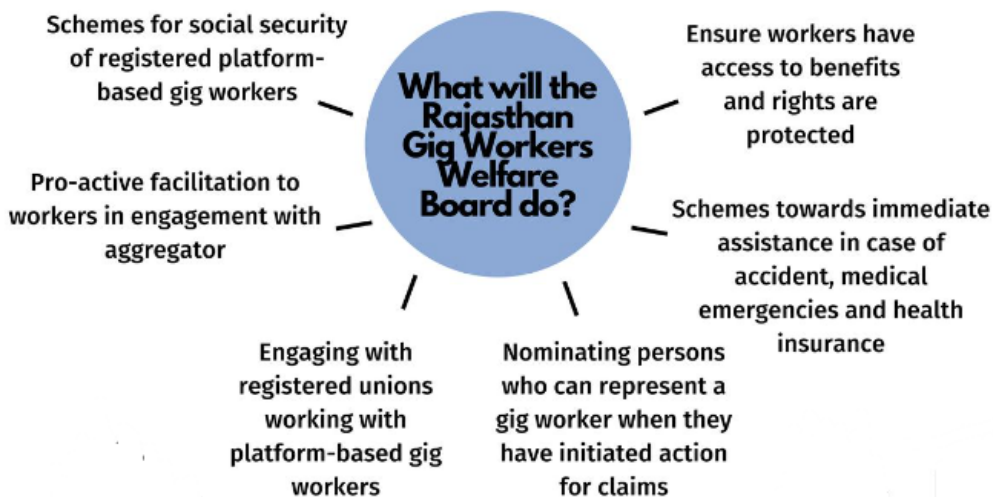 What will the
Rajasthan
Gig Workers
Welfare
Board do?
Schemes for social security
of registered platform-
based gig workers
Pro-active facilitation to
workers in engagement with
aggregator
Engaging with
registered unions
working with
platform-based gig
workers
Nominating persons
who can represent a
gig worker when they
have initiated action
for claims
Schemes towards immediate
assistance in case of
accident, medical
emergencies and health
insurance
Ensure workers have
access to benefits
and rights are
protected